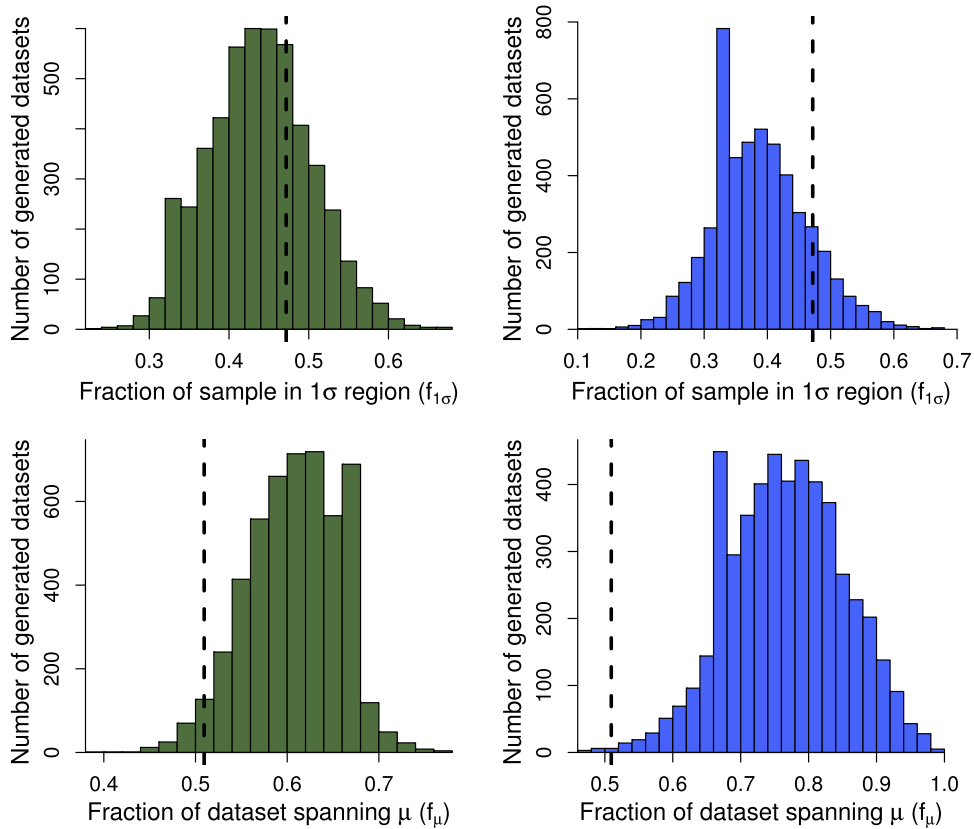 Number of generated datasets
0 100 300 500
0.3 0.4 0.5 0.6
Fraction of sample in 1σ region (f1σ)
Number of generated datasets
0 200 400 600 800
0.1 0.2 0.3 0.4 0.5 0.6 0.7
Fraction of sample in 1σ region (f1σ)
Number of generated datasets
0 200 400 600
0.4 0.5 0.6 0.7
Fraction of dataset spanning μ (fμ)
Number of generated datasets
0 100 200 300 400
0.5 0.6 0.7 0.8 0.9 1.0
Fraction of dataset spanning μ (fμ)